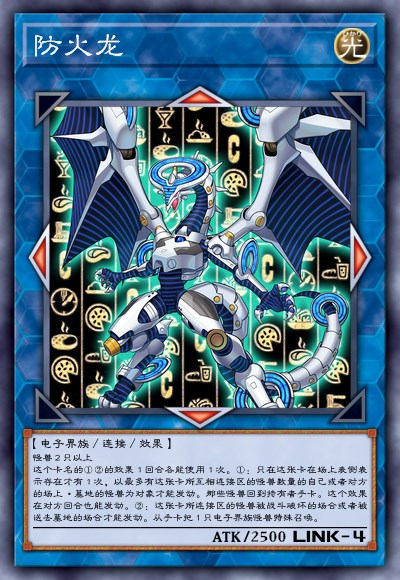 防火龙
ひかり
光
【电子界族／连接／效果】
怪兽２只以上
这个卡名的①②的效果１回合各能使用１次。①：只在这张卡在场上表侧表
示存在才有１次，以最多有这张卡所互相连接区的怪兽数量的自己或者对方
的场上・墓地的怪兽为对象才能发动。那些怪兽回到持有者手卡。这个效果
在对方回合也能发动。②：这张卡所连接区的怪兽被战斗破坏的场合或者被
送去墓地的场合才能发动。从手卡把１只电子界族怪兽特殊召唤。
ATK/2500 LINK-4